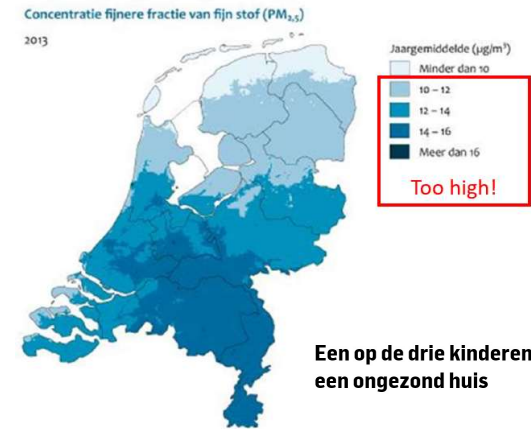 Concentratie fijnere fractie van fijn stof (PM₂,₅)
2013
Jaargemiddelde (µg/m³)
Minder dan 10
10 – 12
12 – 14
14 – 16
Meer dan 16
Too high!
Een op de drie kinderen
een ongezond huis